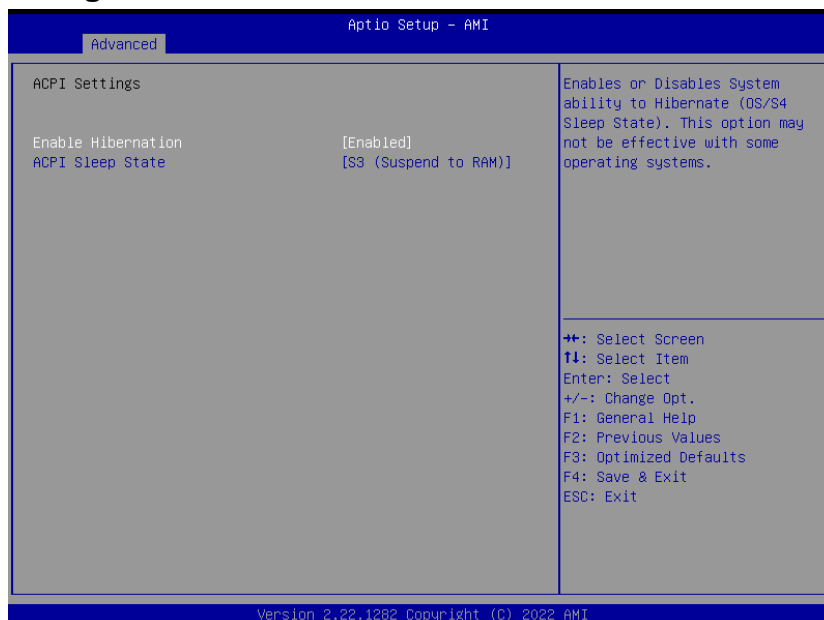 Aptio Setup – AMI
Advanced
ACPI Settings
Enable Hibernation [Enabled]
ACPI Sleep State [S3 (Suspend to RAM)]
Enables or Disables System
ability to Hibernate (OS/S4
Sleep State). This option may
not be effective with some
operating systems.
→←: Select Screen
↑↓: Select Item
Enter: Select
+/-: Change Opt.
F1: General Help
F2: Previous Values
F3: Optimized Defaults
F4: Save & Exit
ESC: Exit
Version 2.22.1282 Copyright (C) 2022 AMI